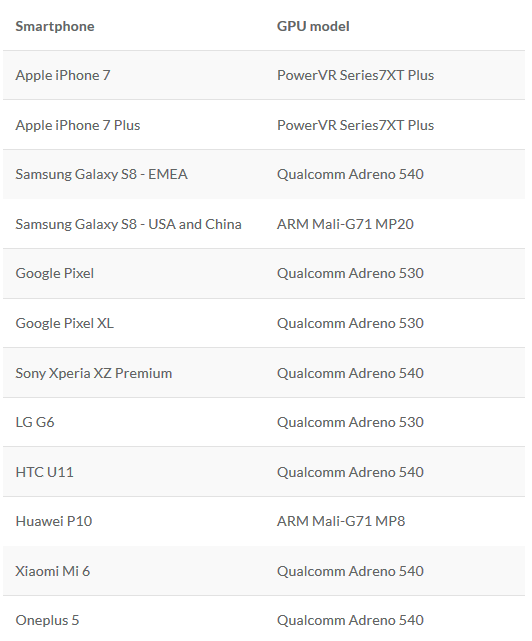 Smartphone GPU model
Apple iPhone 7 PowerVR Series7XT Plus
Apple iPhone 7 Plus PowerVR Series7XT Plus
Samsung Galaxy S8 - EMEA Qualcomm Adreno 540
Samsung Galaxy S8 - USA and China ARM Mali-G71 MP20
Google Pixel Qualcomm Adreno 530
Google Pixel XL Qualcomm Adreno 530
Sony Xperia XZ Premium Qualcomm Adreno 540
LG G6 Qualcomm Adreno 530
HTC U11 Qualcomm Adreno 540
Huawei P10 ARM Mali-G71 MP8
Xiaomi Mi 6 Qualcomm Adreno 540
Oneplus 5 Qualcomm Adreno 540